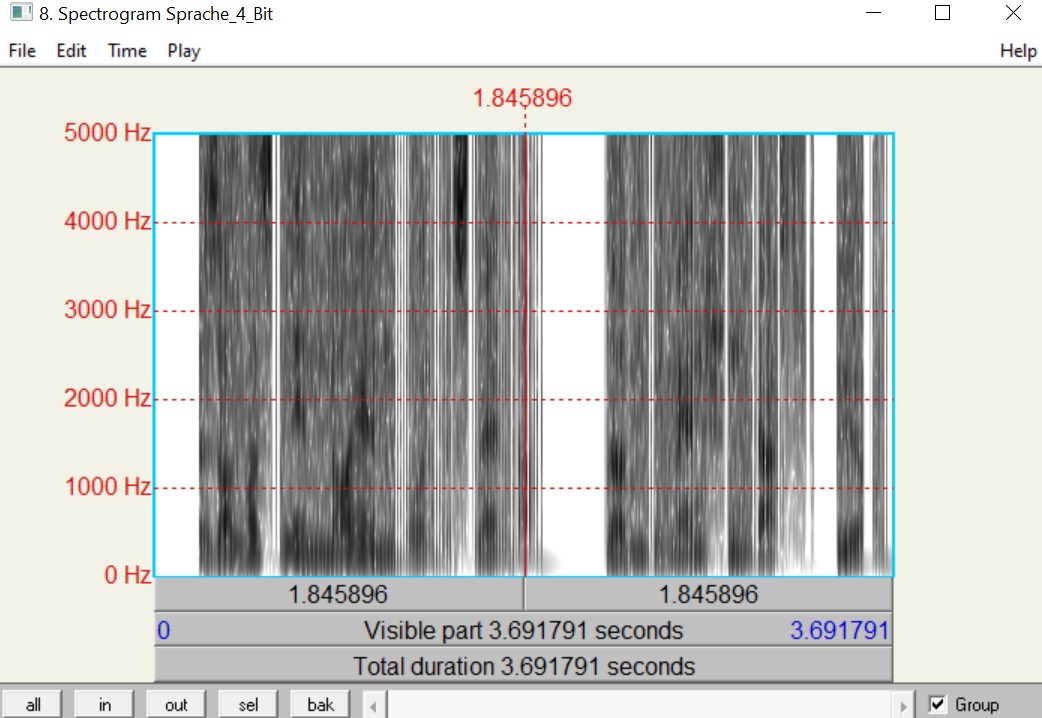 8. Spectrogram Sprache_4_Bit
File Edit Time Play Help
1.845896
5000 Hz
4000 Hz
3000 Hz
2000 Hz
1000 Hz
0 Hz
1.845896 1.845896
0 Visible part 3.691791 seconds 3.691791
Total duration 3.691791 seconds
all in out sel bak Group